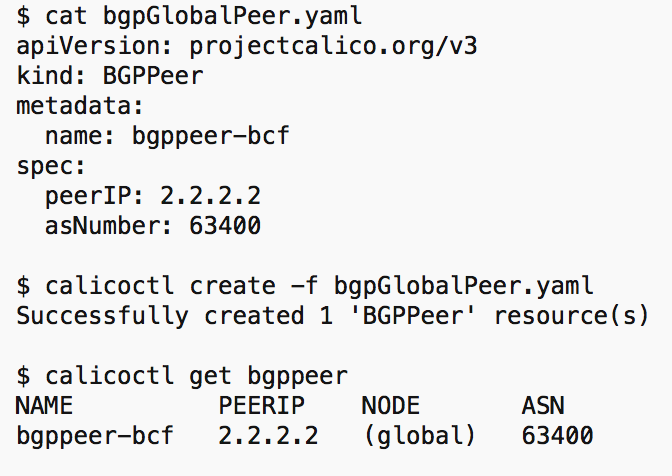 $ cat bgpGlobalPeer.yaml
apiVersion: projectcalico.org/v3
kind: BGPPeer
metadata:
  name: bgppeer-bcf
spec:
  peerIP: 2.2.2.2
  asNumber: 63400

$ calicoctl create -f bgpGlobalPeer.yaml
Successfully created 1 'BGPPeer' resource(s)

$ calicoctl get bgppeer
NAME          PEERIP    NODE       ASN
bgppeer-bcf   2.2.2.2   (global)   63400